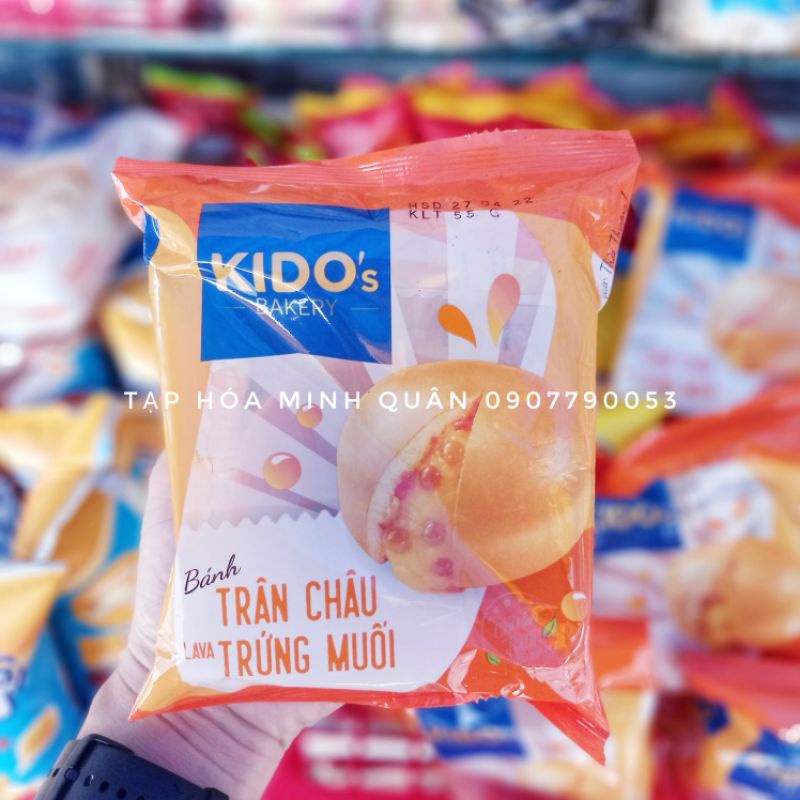 HSD 27 04 22
KLT 55 G
KIDO's
BAKERY
TẠP HÓA MINH QUÂN 0907790053
Bánh
TRÂN CHÂU
LAVA TRỨNG MUỐI